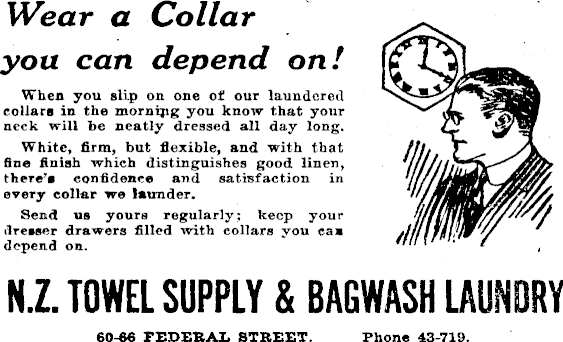 Wear a Collar
you can depend on!
When you slip on one of our laundered
collars in the morning you know that your
neck will be neatly dressed all day long.
White, firm, but flexible, and with that
fine finish which distinguishes good linen,
there's confidence and satisfaction in
every collar we launder.
Send us yours regularly; keep your
dresser drawers filled with collars you can
depend on.
N.Z. TOWEL SUPPLY & BAGWASH LAUNDRY
60-66 FEDERAL STREET. Phone 43-719.